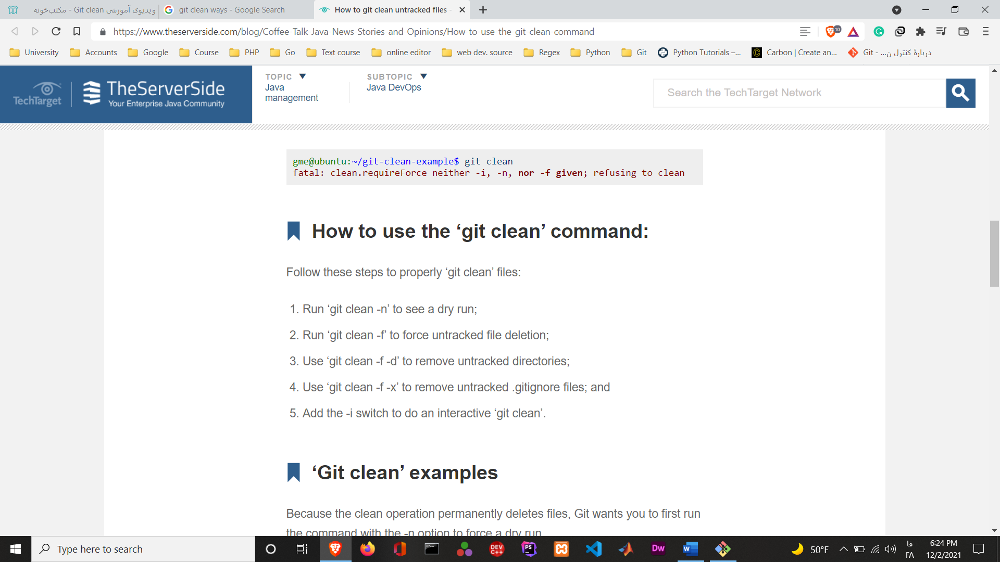 ویدیوی آموزشی Git clean - مکتب‌خونه
git clean ways - Google Search
How to git clean untracked files -
https://www.theserverside.com/blog/Coffee-Talk-Java-News-Stories-and-Opinions/How-to-use-the-git-clean-command
10
University
Accounts
Google
Course
PHP
Go
Text course
online editor
web dev. source
Regex
Python
Git
Python Tutorials –...
Carbon | Create an...
Git - ...دربارهٔ کنترل ن
TechTarget
TheServerSide
Your Enterprise Java Community
TOPIC
Java
management
SUBTOPIC
Java DevOps
Search the TechTarget Network
gme@ubuntu:~/git-clean-example$ git clean
fatal: clean.requireForce neither -i, -n, nor -f given; refusing to clean
How to use the ‘git clean’ command:
Follow these steps to properly ‘git clean’ files:
1. Run ‘git clean -n’ to see a dry run;
2. Run ‘git clean -f’ to force untracked file deletion;
3. Use ‘git clean -f -d’ to remove untracked directories;
4. Use ‘git clean -f -x’ to remove untracked .gitignore files; and
5. Add the -i switch to do an interactive ‘git clean’.
‘Git clean’ examples
Because the clean operation permanently deletes files, Git wants you to first run
the command with the -n option to force a dry run
Type here to search
DEV C++
PS
Dw
W
50°F
فا
FA
6:24 PM
12/2/2021